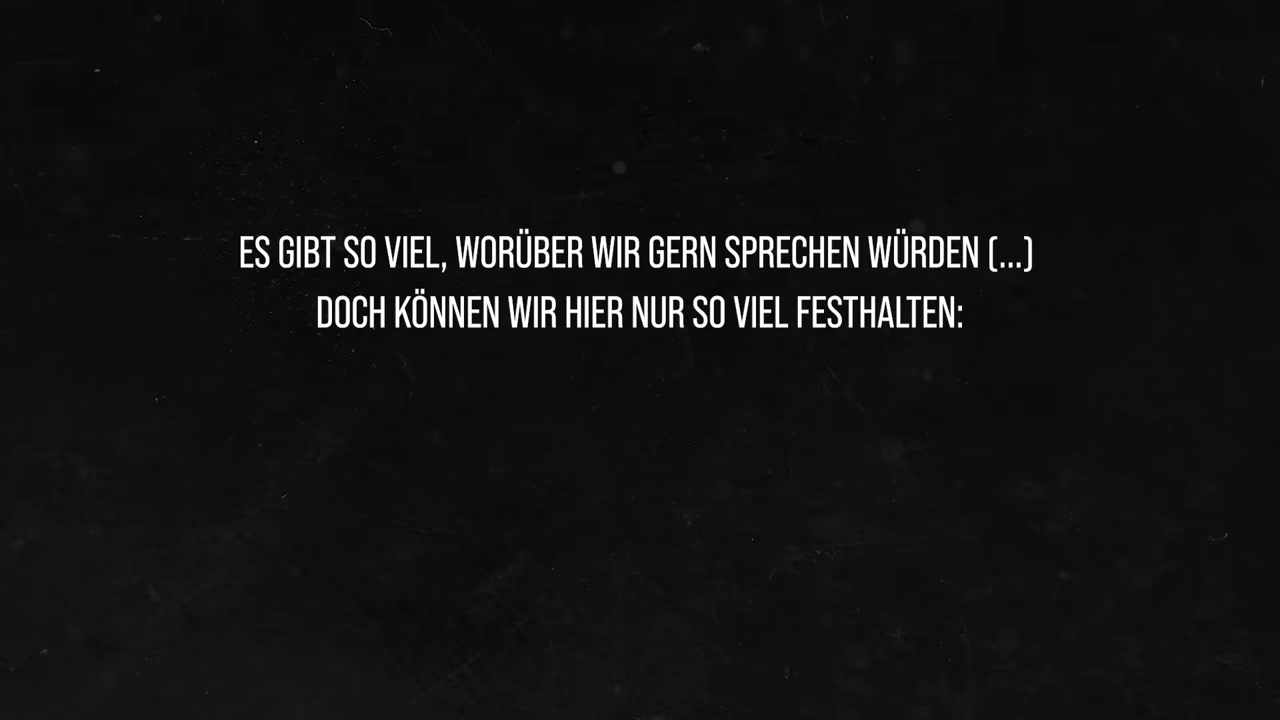 ES GIBT SO VIEL, WORÜBER WIR GERN SPRECHEN WÜRDEN (...)
DOCH KÖNNEN WIR HIER NUR SO VIEL FESTHALTEN: